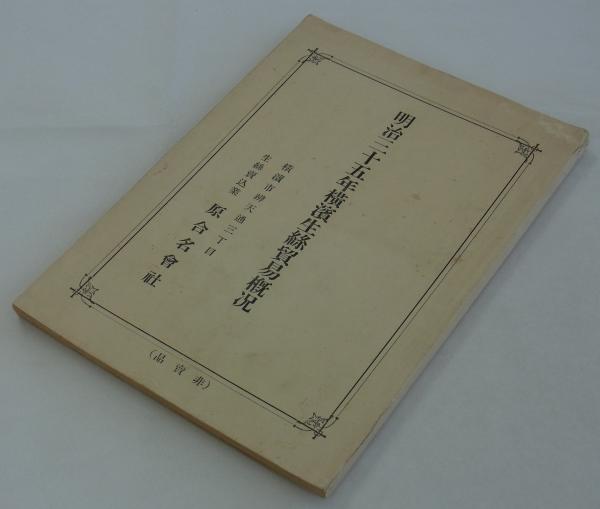 明治三十五年橫濱生絲貿易槪況
橫濱市辨天通三丁目
生絲賣込業 原合名會社
（非賣品）